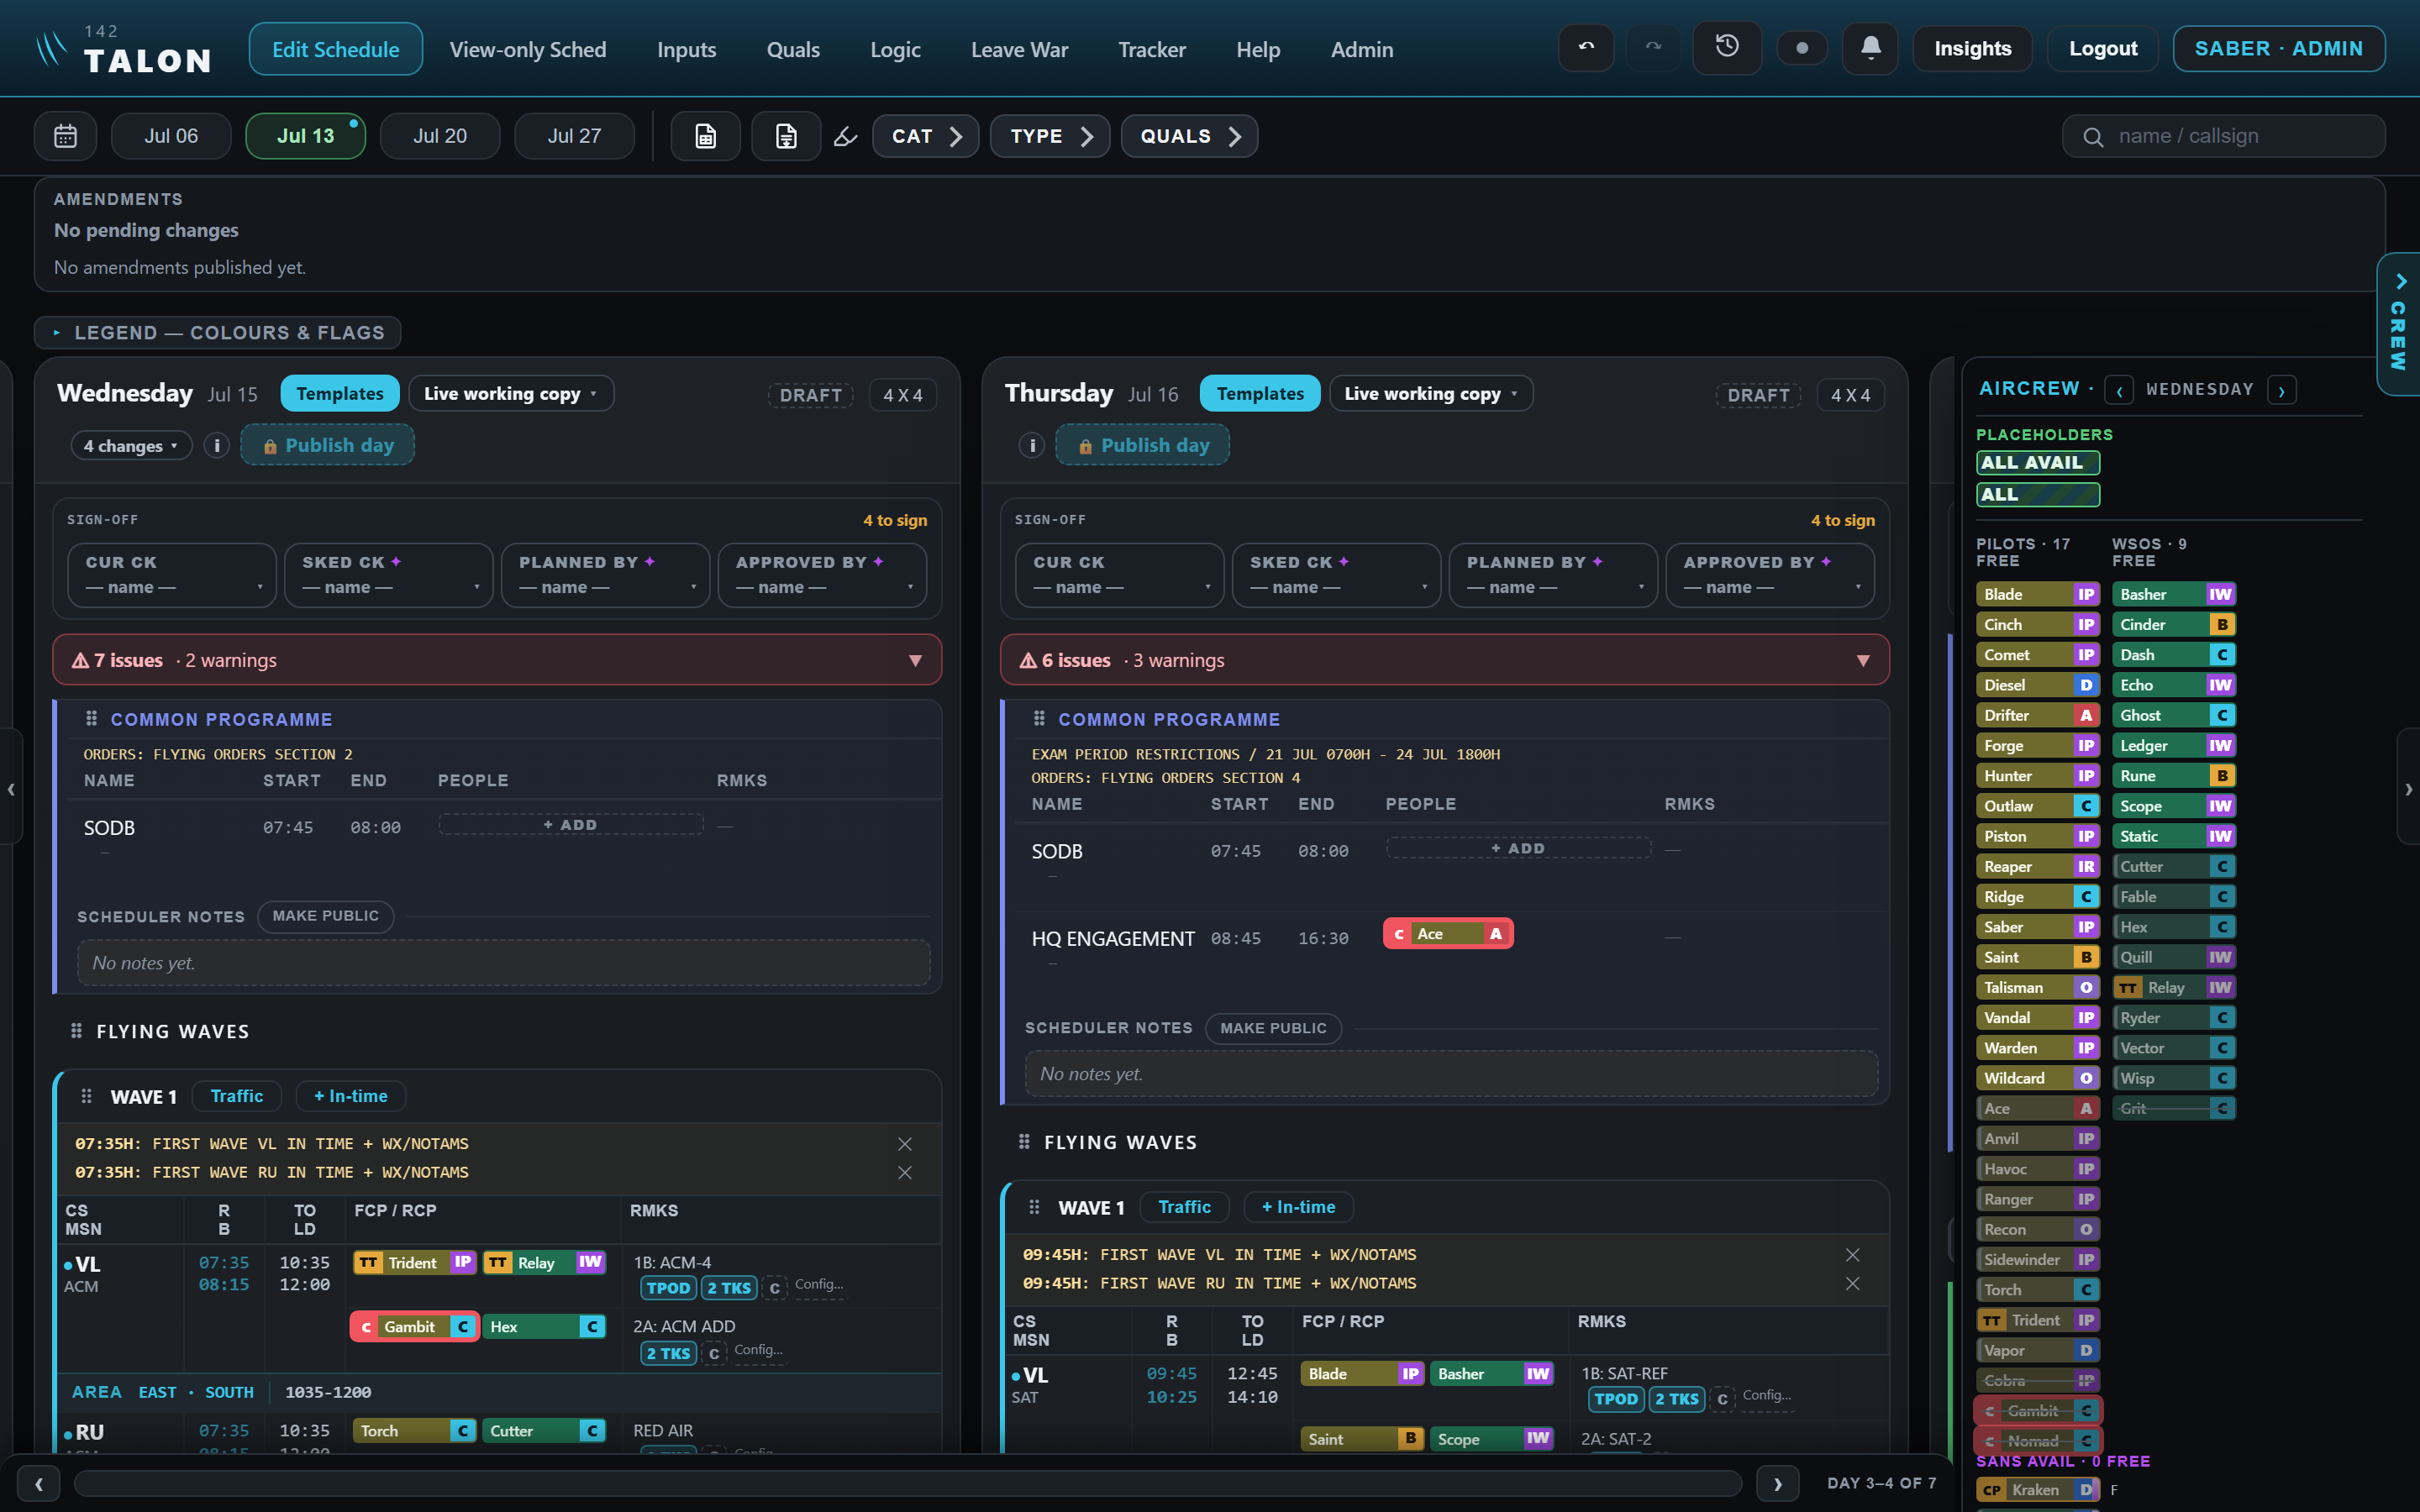 142
TALON
Edit Schedule
View-only Sched
Inputs
Quals
Logic
Leave War
Tracker
Help
Admin
Insights
Logout
SABER · ADMIN
Jul 06
Jul 13
Jul 20
Jul 27
CAT
TYPE
QUALS
name / callsign
AMENDMENTS
No pending changes
No amendments published yet.
LEGEND — COLOURS & FLAGS
CREW
Wednesday Jul 15 Templates Live working copy DRAFT 4 X 4
4 changes i Publish day
SIGN-OFF 4 to sign
CUR CK SKED CK PLANNED BY APPROVED BY
— name — — name — — name — — name —
7 issues · 2 warnings
COMMON PROGRAMME
ORDERS: FLYING ORDERS SECTION 2
NAME START END PEOPLE RMKS
SODB 07:45 08:00 + ADD —
—
SCHEDULER NOTES MAKE PUBLIC
No notes yet.
FLYING WAVES
WAVE 1 Traffic + In-time
07:35H: FIRST WAVE VL IN TIME + WX/NOTAMS
07:35H: FIRST WAVE RU IN TIME + WX/NOTAMS
CS R TO FCP / RCP RMKS
MSN B LD
VL 07:35 10:35 TT Trident IP TT Relay IW 1B: ACM-4
ACM 08:15 12:00 TPOD 2 TKS C Config...
c Gambit C Hex C 2A: ACM ADD
2 TKS C Config...
AREA EAST · SOUTH 1035-1200
RU 07:35 10:35 Torch C Cutter C RED AIR
Thursday Jul 16 Templates Live working copy DRAFT 4 X 4
i Publish day
SIGN-OFF 4 to sign
CUR CK SKED CK PLANNED BY APPROVED BY
— name — — name — — name — — name —
6 issues · 3 warnings
COMMON PROGRAMME
EXAM PERIOD RESTRICTIONS / 21 JUL 0700H - 24 JUL 1800H
ORDERS: FLYING ORDERS SECTION 4
NAME START END PEOPLE RMKS
SODB 07:45 08:00 + ADD —
—
HQ ENGAGEMENT 08:45 16:30 c Ace A —
—
SCHEDULER NOTES MAKE PUBLIC
No notes yet.
FLYING WAVES
WAVE 1 Traffic + In-time
09:45H: FIRST WAVE VL IN TIME + WX/NOTAMS
09:45H: FIRST WAVE RU IN TIME + WX/NOTAMS
CS R TO FCP / RCP RMKS
MSN B LD
VL 09:45 12:45 Blade IP Basher IW 1B: SAT-REF
SAT 10:25 14:10 TPOD 2 TKS C Config...
Saint B Scope IW 2A: SAT-2
AIRCREW · WEDNESDAY
PLACEHOLDERS
ALL AVAIL
ALL
PILOTS · 17 FREE
WSOS · 9 FREE
Blade IP Basher IW
Cinch IP Cinder B
Comet IP Dash C
Diesel D Echo IW
Drifter A Ghost C
Forge IP Ledger IW
Hunter IP Rune B
Outlaw C Scope IW
Piston IP Static IW
Reaper IR Cutter C
Ridge C Fable C
Saber IP Hex C
Saint B Quill IW
Talisman O TT Relay IW
Vandal IP Ryder C
Warden IP Vector C
Wildcard O Wisp C
Ace A Grit C
Anvil IP
Havoc IP
Ranger IP
Recon O
Sidewinder IP
Torch C
TT Trident IP
Vapor D
Cobra IP
c Gambit C
c Nomad C
SANS AVAIL · 0 FREE
CP Kraken D F
DAY 3–4 OF 7